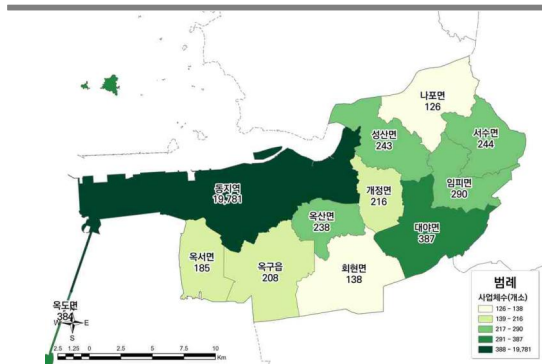 나포면
126
성산면
243
서수면
244
동지역
19,781
개정면
216
임피면
290
옥산면
238
대야면
387
옥서면
185
옥구읍
208
회현면
138
옥도면
384
W E
S
2.5 1.25 0 2.5 5 7.5 10
Km
범례
사업체수(개소)
126 - 138
139 - 216
217 - 290
291 - 387
388 - 19,781